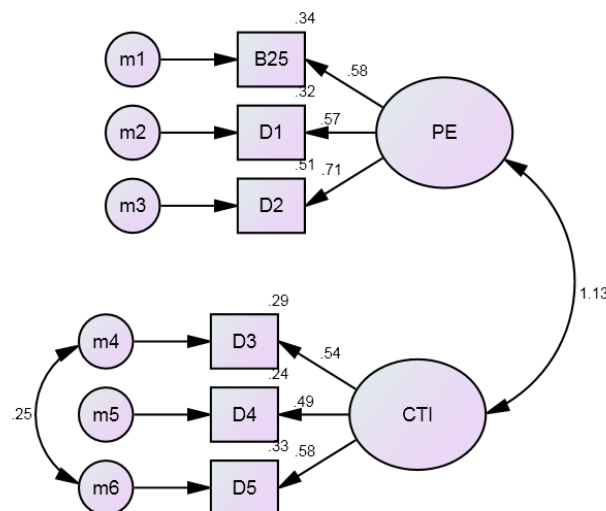 .34
m1 B25 .58
.32
m2 D1 .57 PE
.51 .71
m3 D2
1.13
.29
m4 D3 .54
.24
.25 m5 D4 .49 CTI
.33 .58
m6 D5